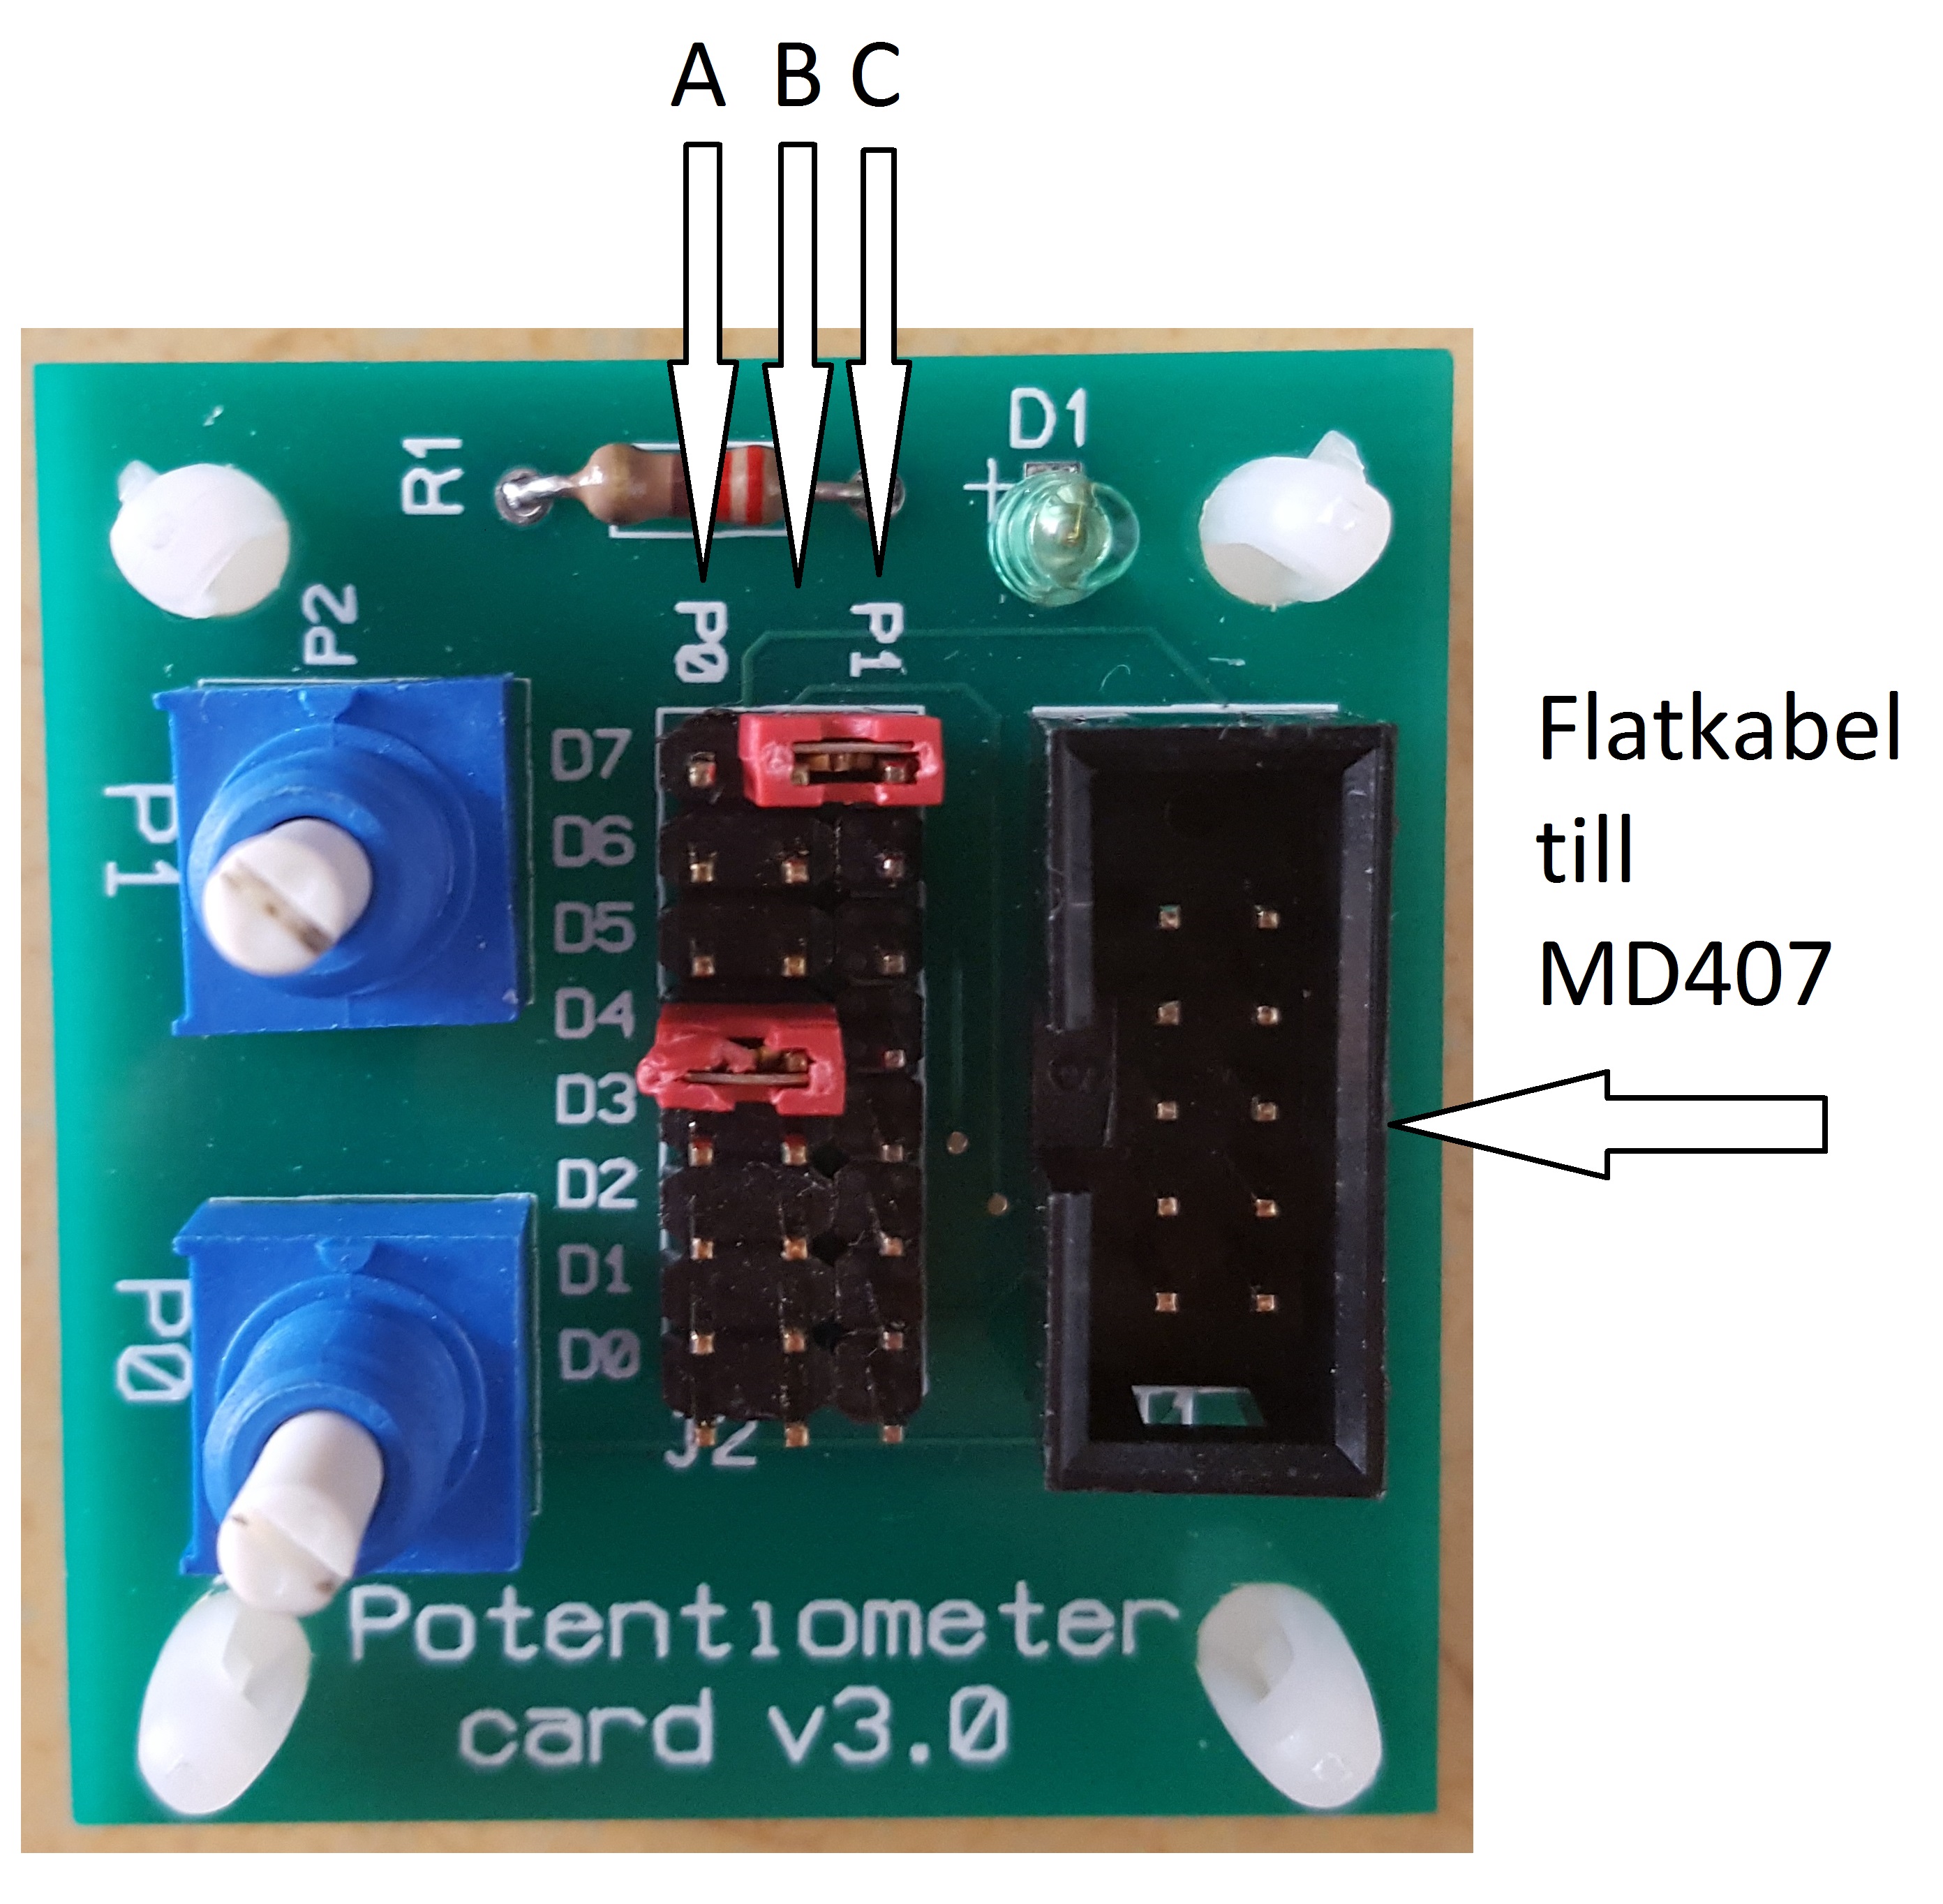 A B C
D1
R1
P2
P0 P1
D7
D6
D5
D4
D3
D2
D1
D0
J2
P1
P0
Flatkabel
till
MD407
Potentiometer
card v3.0